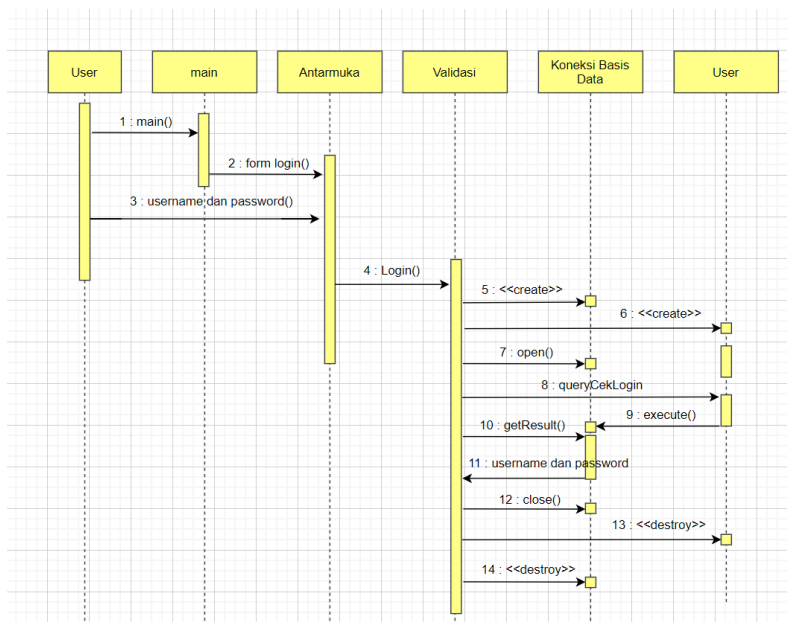 User
main
Antarmuka
Validasi
Koneksi Basis
Data
User
1 : main()
2 : form login()
3 : username dan password()
4 : Login()
5 : <<create>>
6 : <<create>>
7 : open()
8 : queryCekLogin
9 : execute()
10 : getResult()
11 : username dan password
12 : close()
13 : <<destroy>>
14 : <<destroy>>